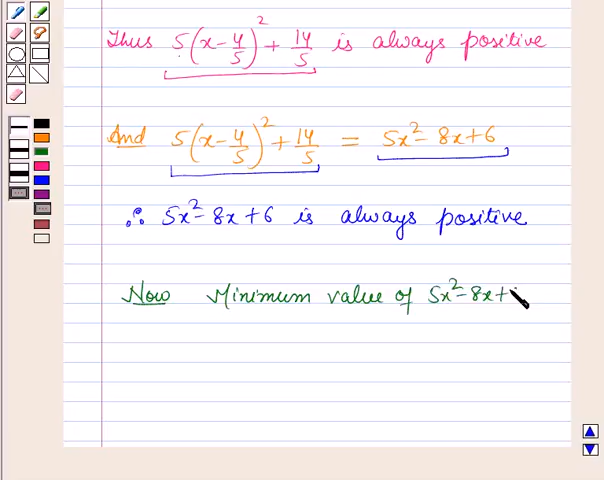 Thus 5(x - 4/5)² + 14/5 is always positive
And 5(x - 4/5)² + 14/5 = 5x² - 8x + 6
∴ 5x² - 8x + 6 is always positive
Now Minimum value of 5x² - 8x +